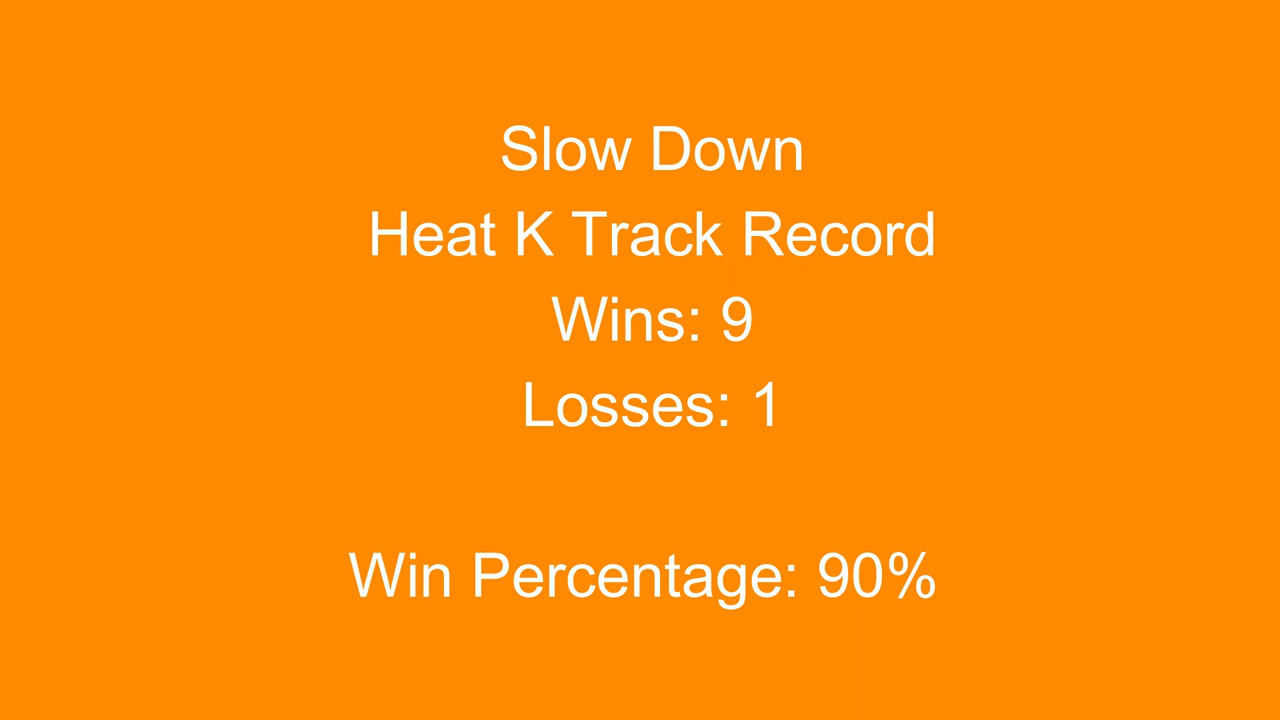 Slow Down
Heat K Track Record
Wins: 9
Losses: 1
Win Percentage: 90%